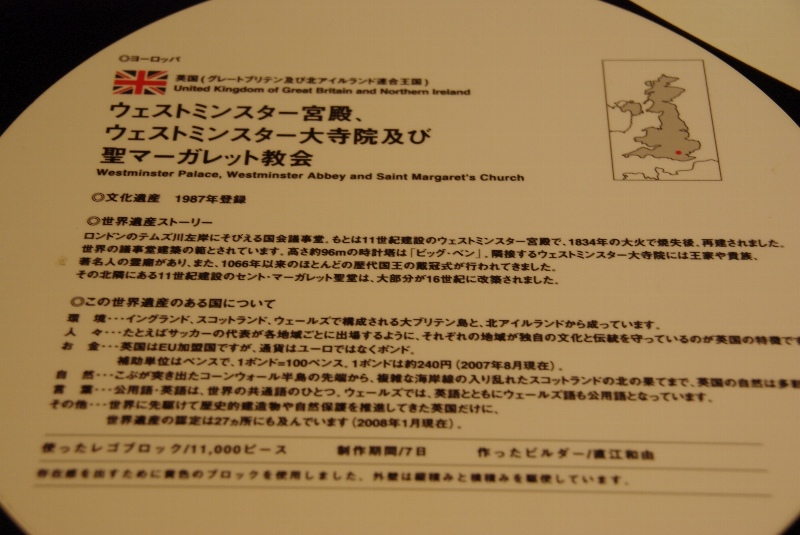 ◎ヨーロッパ
英国(グレートブリテン及び北アイルランド連合王国)
United Kingdom of Great Britain and Northern Ireland
ウェストミンスター宮殿、
ウェストミンスター大寺院及び
聖マーガレット教会
Westminster Palace, Westminster Abbey and Saint Margaret's Church
◎文化遺産 1987年登録
◎世界遺産ストーリー
ロンドンのテムズ川左岸にそびえる国会議事堂。もとは11世紀建設のウェストミンスター宮殿で、1834年の大火で焼失後、再建されました。
世界の議事堂建築の範とされています。高さ約96mの時計塔は「ビッグ・ベン」。隣接するウェストミンスター大寺院には王家や貴族、
著名人の霊廟があり、また、1066年以来のほとんどの歴代国王の戴冠式が行われてきました。
その北隣にある11世紀建設のセント・マーガレット聖堂は、大部分が16世紀に改築されました。
◎この世界遺産のある国について
環 境…イングランド、スコットランド、ウェールズで構成される大ブリテン島と、北アイルランドから成っています。
人 々…たとえばサッカーの代表が各地域ごとに出場するように、それぞれの地域が独自の文化と伝統を守っているのが英国の特徴です
お 金…英国はEU加盟国ですが、通貨はユーロではなくポンド。
補助単位はペンスで、1ポンド=100ペンス。1ポンドは約240円(2007年8月現在)。
自 然…こぶが突き出たコーンウォール半島の先端から、複雑な海岸線の入り乱れたスコットランドの北の果てまで、英国の自然は多
言 葉…公用語・英語は、世界の共通語のひとつ。ウェールズでは、英語とともにウェールズ語も公用語となっています。
その他…世界に先駆けて歴史的建造物や自然保護を推進してきた英国だけに、
世界遺産の認定は27ヵ所にも及んでいます(2008年1月現在)。
使ったレゴブロック/11,000ピース 制作期間/7日 作ったビルダー/直江和由
存在感を出すために黄色のブロックを使用しました。外壁は縦積みと横積みを駆使しています。